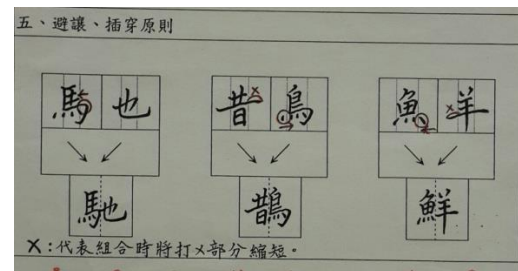 五、避讓、插穿原則
馬 也 昔 鳥 魚 羊
馳 鵲 鮮
X:代表組合時將打X部分縮短。